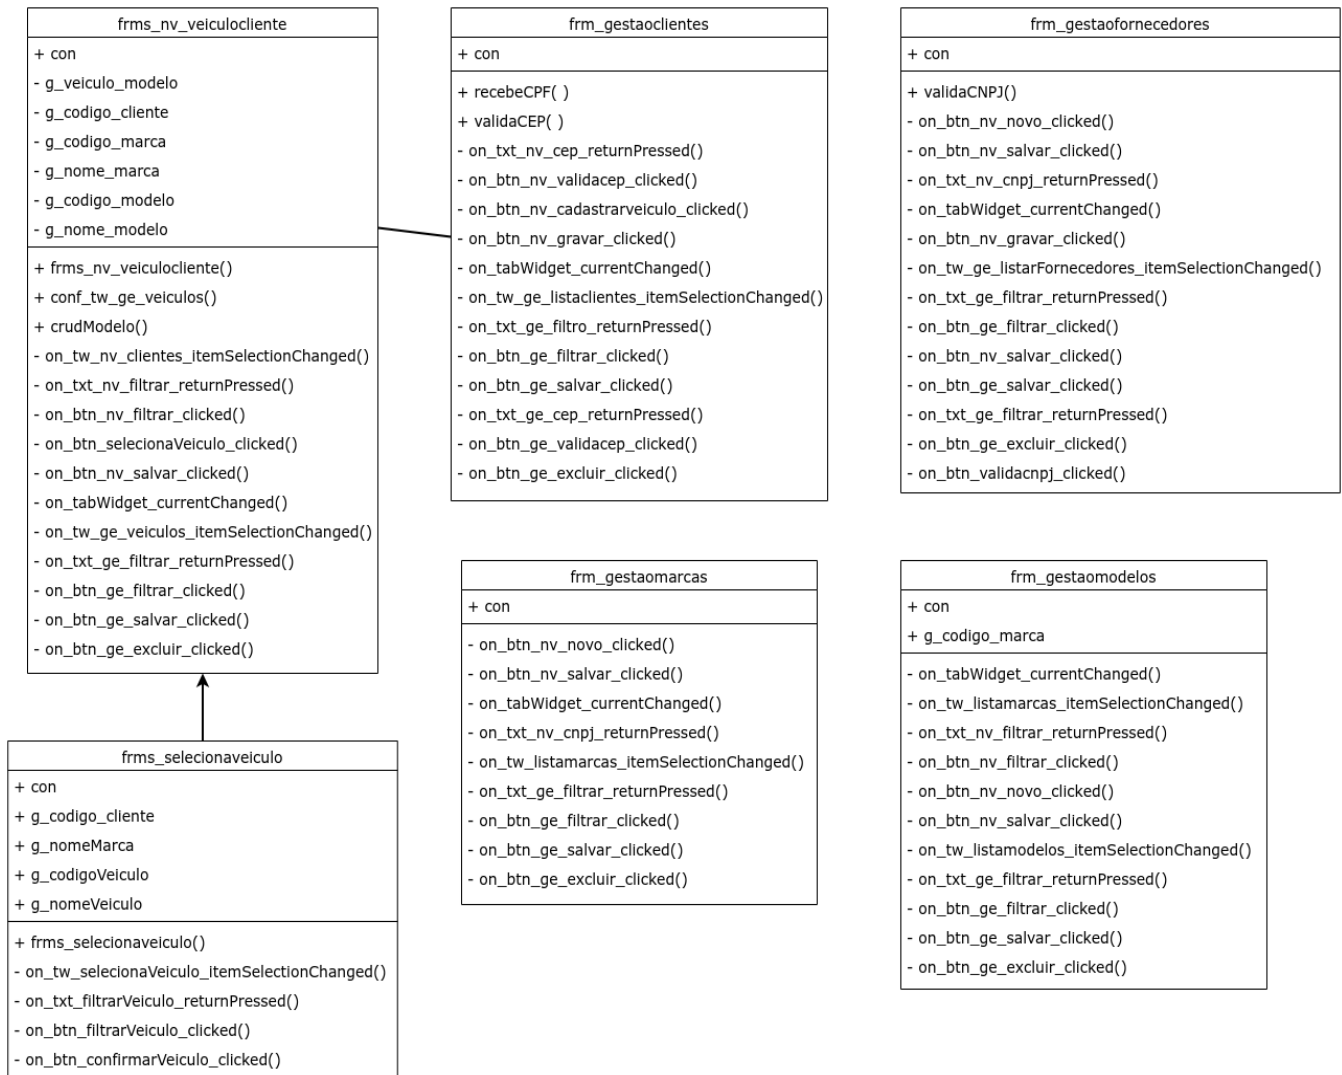 frms_nv_veiculocliente
+ con
- g_veiculo_modelo
- g_codigo_cliente
- g_codigo_marca
- g_nome_marca
- g_codigo_modelo
- g_nome_modelo
+ frms_nv_veiculocliente()
+ conf_tw_ge_veiculos()
+ crudModelo()
- on_tw_nv_clientes_itemSelectionChanged()
- on_txt_nv_filtrar_returnPressed()
- on_btn_nv_filtrar_clicked()
- on_btn_selecionaVeiculo_clicked()
- on_btn_nv_salvar_clicked()
- on_tabWidget_currentChanged()
- on_tw_ge_veiculos_itemSelectionChanged()
- on_txt_ge_filtrar_returnPressed()
- on_btn_ge_filtrar_clicked()
- on_btn_ge_salvar_clicked()
- on_btn_ge_excluir_clicked()
frm_gestaoclientes
+ con
+ recebeCPF( )
+ validaCEP( )
- on_txt_nv_cep_returnPressed()
- on_btn_nv_validacep_clicked()
- on_btn_nv_cadastrarveiculo_clicked()
- on_btn_nv_gravar_clicked()
- on_tabWidget_currentChanged()
- on_tw_ge_listaclientes_itemSelectionChanged()
- on_txt_ge_filtro_returnPressed()
- on_btn_ge_filtrar_clicked()
- on_btn_ge_salvar_clicked()
- on_txt_ge_cep_returnPressed()
- on_btn_ge_validacep_clicked()
- on_btn_ge_excluir_clicked()
frm_gestaofornecedores
+ con
+ validaCNPJ()
- on_btn_nv_novo_clicked()
- on_btn_nv_salvar_clicked()
- on_txt_nv_cnpj_returnPressed()
- on_tabWidget_currentChanged()
- on_btn_nv_gravar_clicked()
- on_tw_ge_listarFornecedores_itemSelectionChanged()
- on_txt_ge_filtrar_returnPressed()
- on_btn_ge_filtrar_clicked()
- on_btn_nv_salvar_clicked()
- on_btn_ge_salvar_clicked()
- on_txt_ge_filtrar_returnPressed()
- on_btn_ge_excluir_clicked()
- on_btn_validacnpj_clicked()
frms_selecionaveiculo
+ con
+ g_codigo_cliente
+ g_nomeMarca
+ g_codigoVeiculo
+ g_nomeVeiculo
+ frms_selecionaveiculo()
- on_tw_selecionaVeiculo_itemSelectionChanged()
- on_txt_filtrarVeiculo_returnPressed()
- on_btn_filtrarVeiculo_clicked()
- on_btn_confirmarVeiculo_clicked()
frm_gestaomarcas
+ con
- on_btn_nv_novo_clicked()
- on_btn_nv_salvar_clicked()
- on_tabWidget_currentChanged()
- on_txt_nv_cnpj_returnPressed()
- on_tw_listamarcas_itemSelectionChanged()
- on_txt_ge_filtrar_returnPressed()
- on_btn_ge_filtrar_clicked()
- on_btn_ge_salvar_clicked()
- on_btn_ge_excluir_clicked()
frm_gestaomodelos
+ con
+ g_codigo_marca
- on_tabWidget_currentChanged()
- on_tw_listamarcas_itemSelectionChanged()
- on_txt_nv_filtrar_returnPressed()
- on_btn_nv_filtrar_clicked()
- on_btn_nv_novo_clicked()
- on_btn_nv_salvar_clicked()
- on_tw_listamodelos_itemSelectionChanged()
- on_txt_ge_filtrar_returnPressed()
- on_btn_ge_filtrar_clicked()
- on_btn_ge_salvar_clicked()
- on_btn_ge_excluir_clicked()